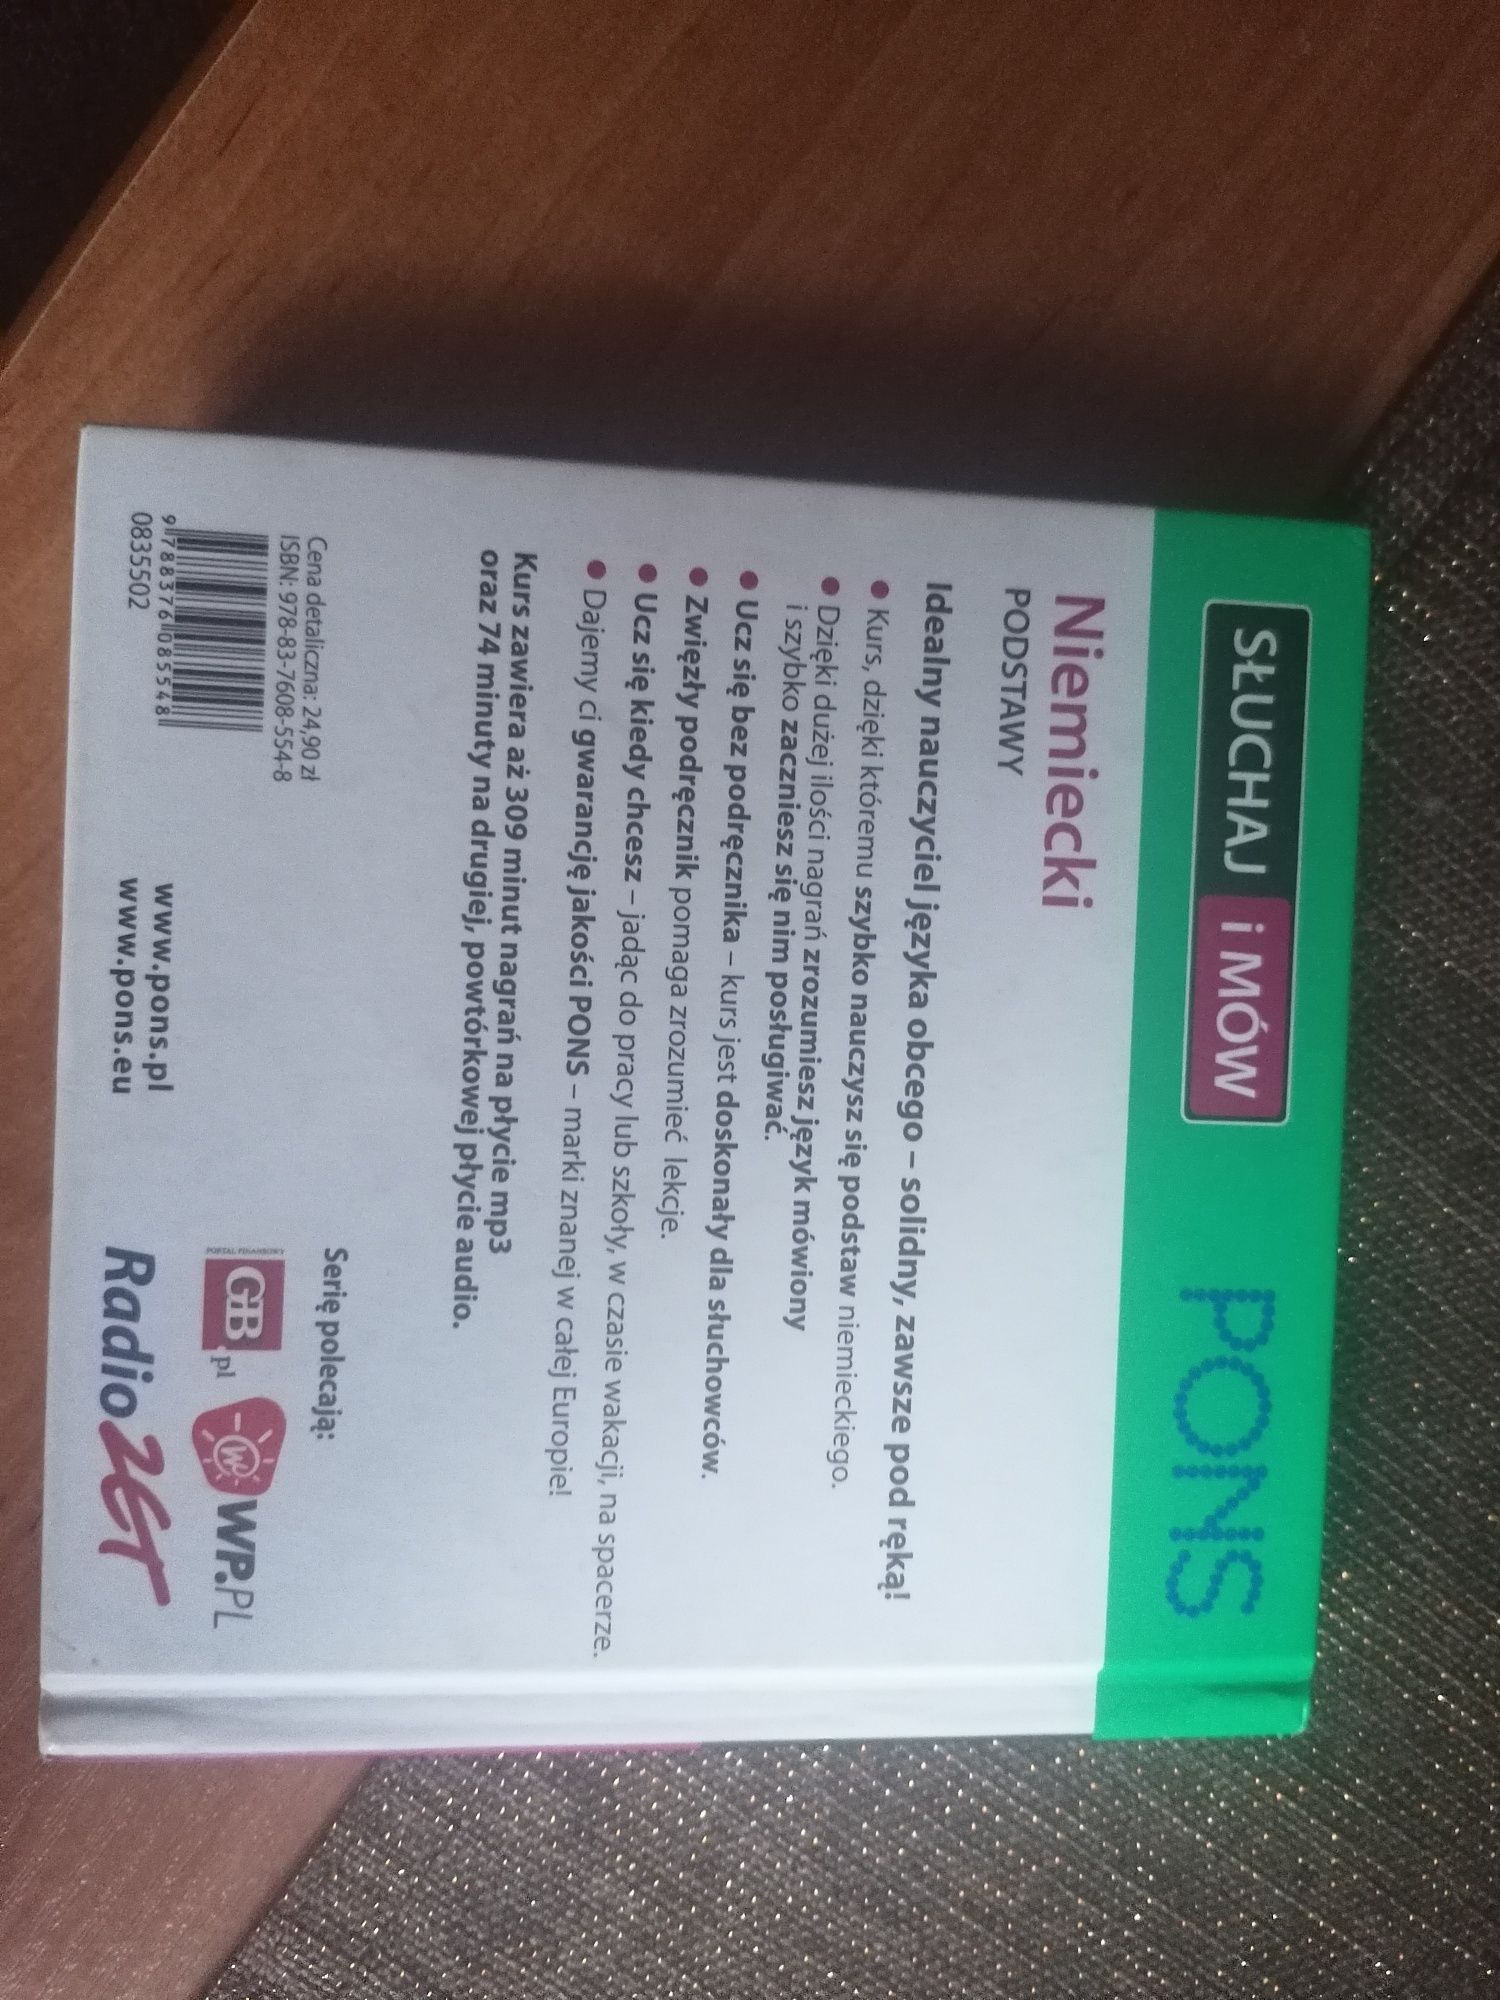 SŁUCHAJ i MÓW
PONS
Niemiecki
PODSTAWY
Idealny nauczyciel języka obcego – solidny, zawsze pod ręką!
• Kurs, dzięki któremu szybko nauczysz się podstaw niemieckiego.
• Dzięki dużej ilości nagrań zrozumiesz język mówiony
i szybko zaczniesz się nim posługiwać.
• Ucz się bez podręcznika – kurs jest doskonały dla słuchowców.
• Zwięzły podręcznik pomaga zrozumieć lekcje.
• Ucz się kiedy chcesz – jadąc do pracy lub szkoły, w czasie wakacji, na spacerze.
• Dajemy ci gwarancję jakości PONS – marki znanej w całej Europie!
Kurs zawiera aż 309 minut nagrań na płycie mp3
oraz 74 minuty na drugiej, powtórkowej płycie audio.
Cena detaliczna: 24,90 zł
ISBN: 978-83-7608-554-8
9 788376 085548
0835502
www.pons.pl
www.pons.eu
Serię polecają:
PORTAL FINANSOWY
GB.pl
WP.PL
Radio ZET